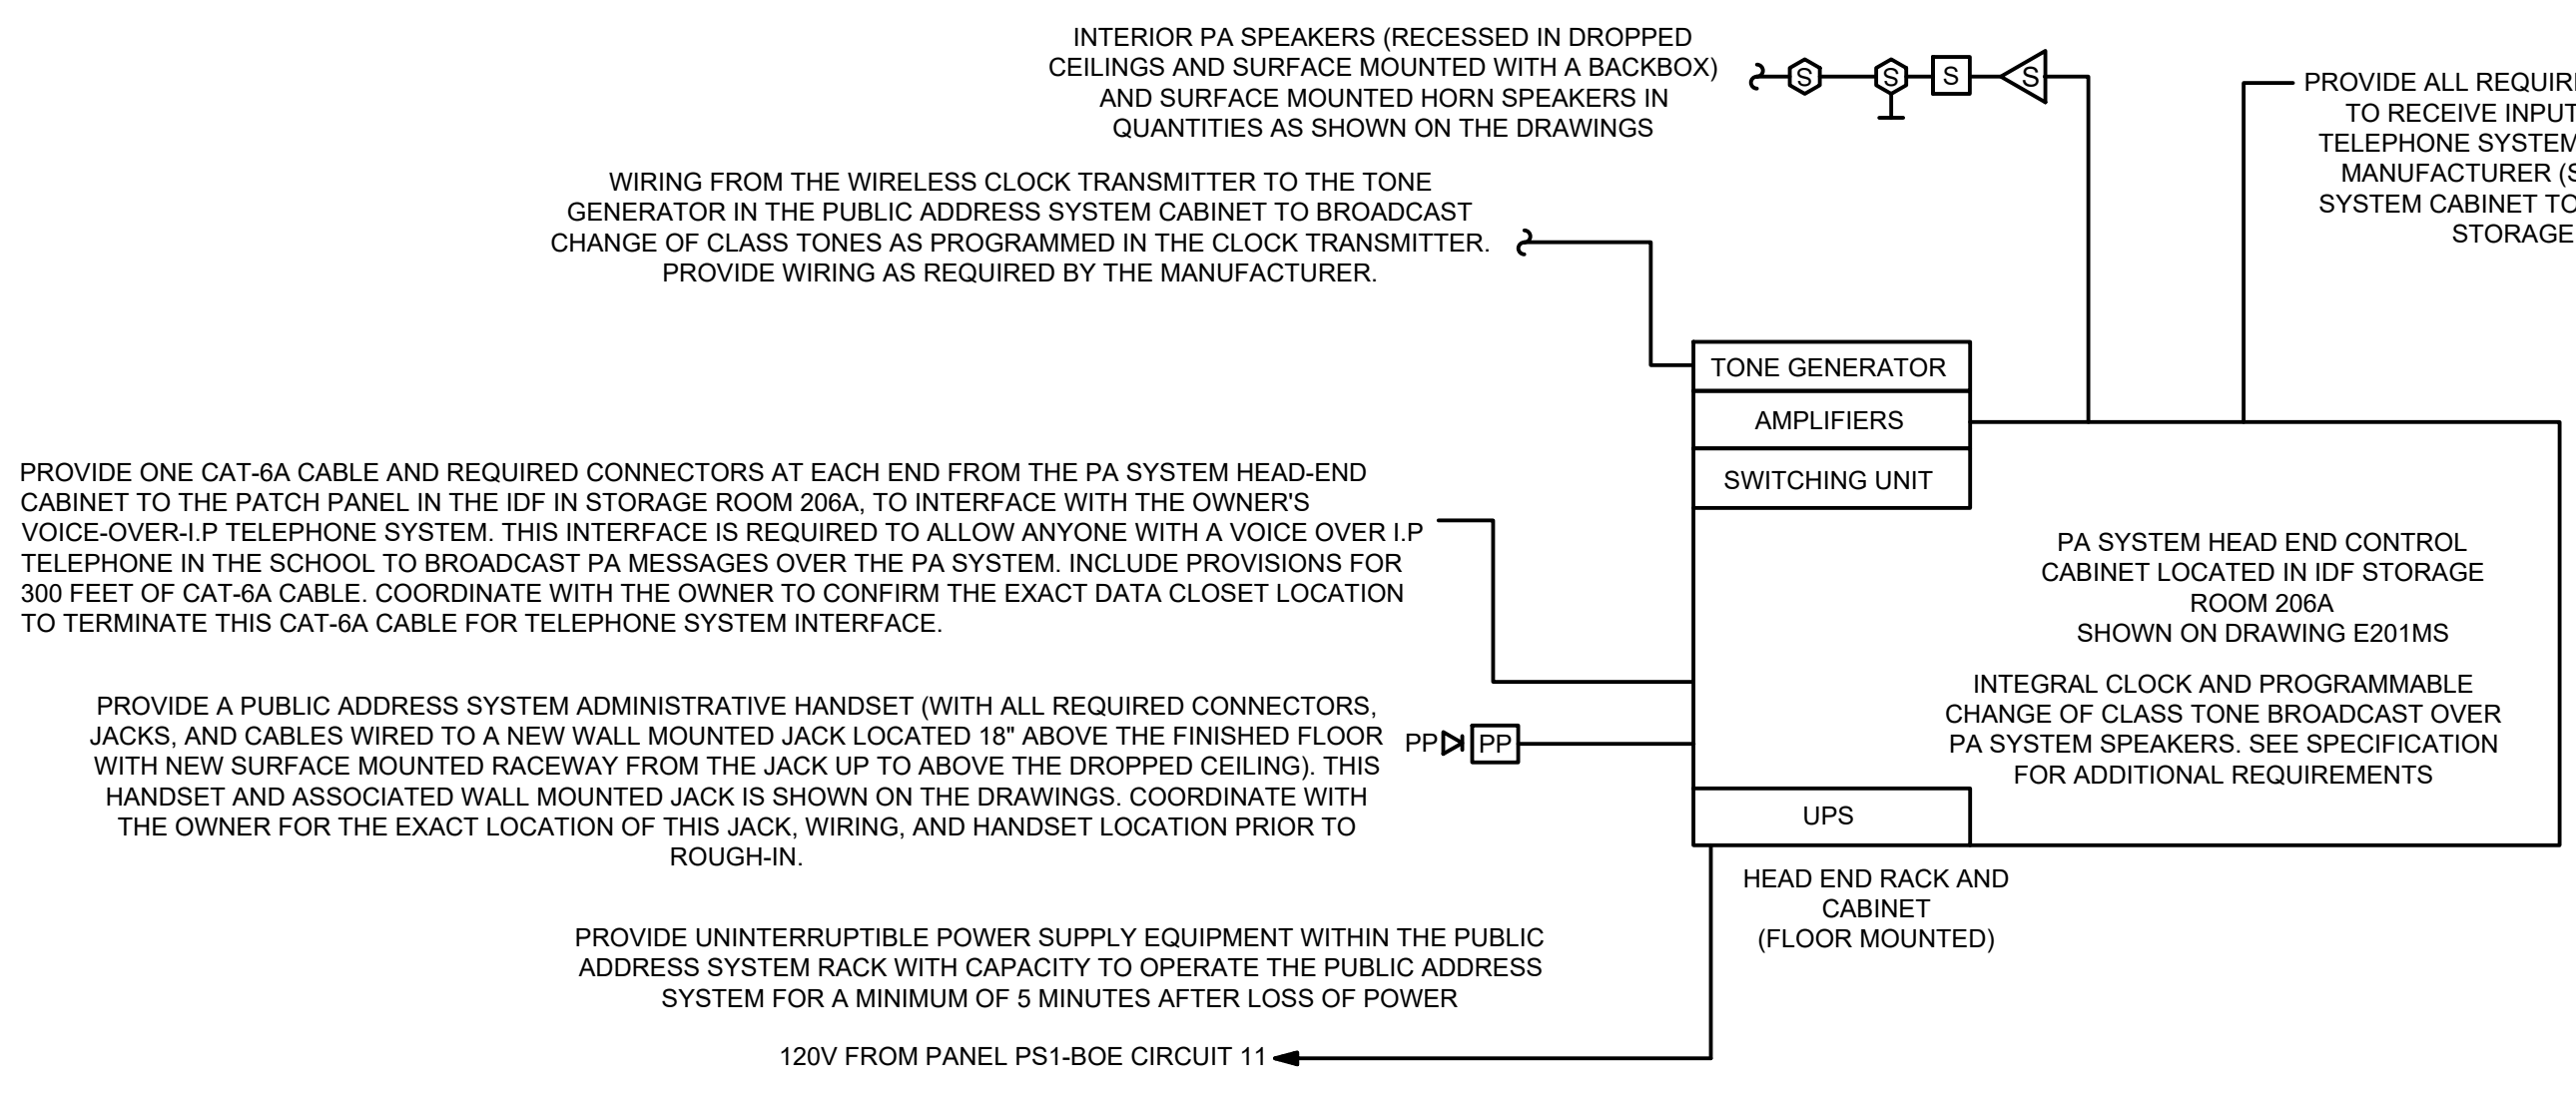 INTERIOR PA SPEAKERS (RECESSED IN DROPPED
CEILINGS AND SURFACE MOUNTED WITH A BACKBOX)
AND SURFACE MOUNTED HORN SPEAKERS IN
QUANTITIES AS SHOWN ON THE DRAWINGS
S
S
S
S
PROVIDE ALL
TO RECEIVE
TELEPHONE
MANUFACTURER
SYSTEM CABINET
STORAGE
WIRING FROM THE WIRELESS CLOCK TRANSMITTER TO THE TONE
GENERATOR IN THE PUBLIC ADDRESS SYSTEM CABINET TO BROADCAST
CHANGE OF CLASS TONES AS PROGRAMMED IN THE CLOCK TRANSMITTER.
PROVIDE WIRING AS REQUIRED BY THE MANUFACTURER.
TONE GENERATOR
AMPLIFIERS
SWITCHING UNIT
PROVIDE ONE CAT-6A CABLE AND REQUIRED CONNECTORS AT EACH END FROM THE PA SYSTEM HEAD-END
CABINET TO THE PATCH PANEL IN THE IDF IN STORAGE ROOM 206A, TO INTERFACE WITH THE OWNER'S
VOICE-OVER-I.P TELEPHONE SYSTEM. THIS INTERFACE IS REQUIRED TO ALLOW ANYONE WITH A VOICE OVER I.P
TELEPHONE IN THE SCHOOL TO BROADCAST PA MESSAGES OVER THE PA SYSTEM. INCLUDE PROVISIONS FOR
300 FEET OF CAT-6A CABLE. COORDINATE WITH THE OWNER TO CONFIRM THE EXACT DATA CLOSET LOCATION
TO TERMINATE THIS CAT-6A CABLE FOR TELEPHONE SYSTEM INTERFACE.
PA SYSTEM HEAD END CONTROL
CABINET LOCATED IN IDF STORAGE
ROOM 206A
SHOWN ON DRAWING E201MS
INTEGRAL CLOCK AND PROGRAMMABLE
CHANGE OF CLASS TONE BROADCAST OVER
PA SYSTEM SPEAKERS. SEE SPECIFICATION
FOR ADDITIONAL REQUIREMENTS
PROVIDE A PUBLIC ADDRESS SYSTEM ADMINISTRATIVE HANDSET (WITH ALL REQUIRED CONNECTORS,
JACKS, AND CABLES WIRED TO A NEW WALL MOUNTED JACK LOCATED 18" ABOVE THE FINISHED FLOOR
WITH NEW SURFACE MOUNTED RACEWAY FROM THE JACK UP TO ABOVE THE DROPPED CEILING). THIS
HANDSET AND ASSOCIATED WALL MOUNTED JACK IS SHOWN ON THE DRAWINGS. COORDINATE WITH
THE OWNER FOR THE EXACT LOCATION OF THIS JACK, WIRING, AND HANDSET LOCATION PRIOR TO
ROUGH-IN.
PP
PP
UPS
HEAD END RACK AND
CABINET
(FLOOR MOUNTED)
PROVIDE UNINTERRUPTIBLE POWER SUPPLY EQUIPMENT WITHIN THE PUBLIC
ADDRESS SYSTEM RACK WITH CAPACITY TO OPERATE THE PUBLIC ADDRESS
SYSTEM FOR A MINIMUM OF 5 MINUTES AFTER LOSS OF POWER
120V FROM PANEL PS1-BOE CIRCUIT 11